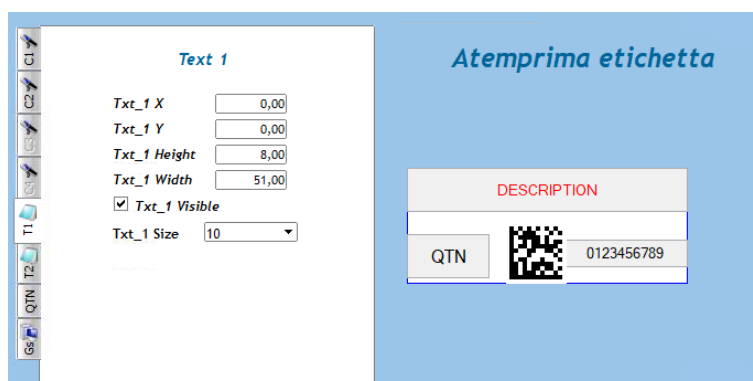 C1
C2
C3
C4
T1
T2
QTN
Gs
Text 1
Txt_1 X 0,00
Txt_1 Y 0,00
Txt_1 Height 8,00
Txt_1 Width 51,00
Txt_1 Visible
Txt_1 Size 10
Atemprima etichetta
DESCRIPTION
QTN
0123456789